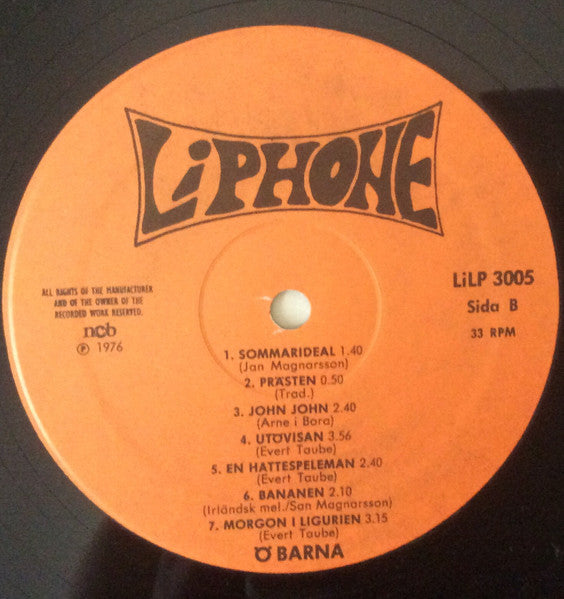 LiPHONE
ALL RIGHTS OF THE MANUFACTURER
AND OF THE OWNER OF THE
RECORDED WORK RESERVED.
ncb
Ⓟ 1976
LiLP 3005
Sida B
33 RPM
1. SOMMARIDEAL 1.40
(Jan Magnarsson)
2. PRÄSTEN 0.50
(Trad.)
3. JOHN JOHN 2.40
(Arne i Bora)
4. UTÖVISAN 3.56
(Evert Taube)
5. EN HATTESPELEMAN 2.40
(Evert Taube)
6. BANANEN 2.10
(Irländsk mel./San Magnarsson)
7. MORGON I LIGURIEN 3.15
(Evert Taube)
Ö BARNA